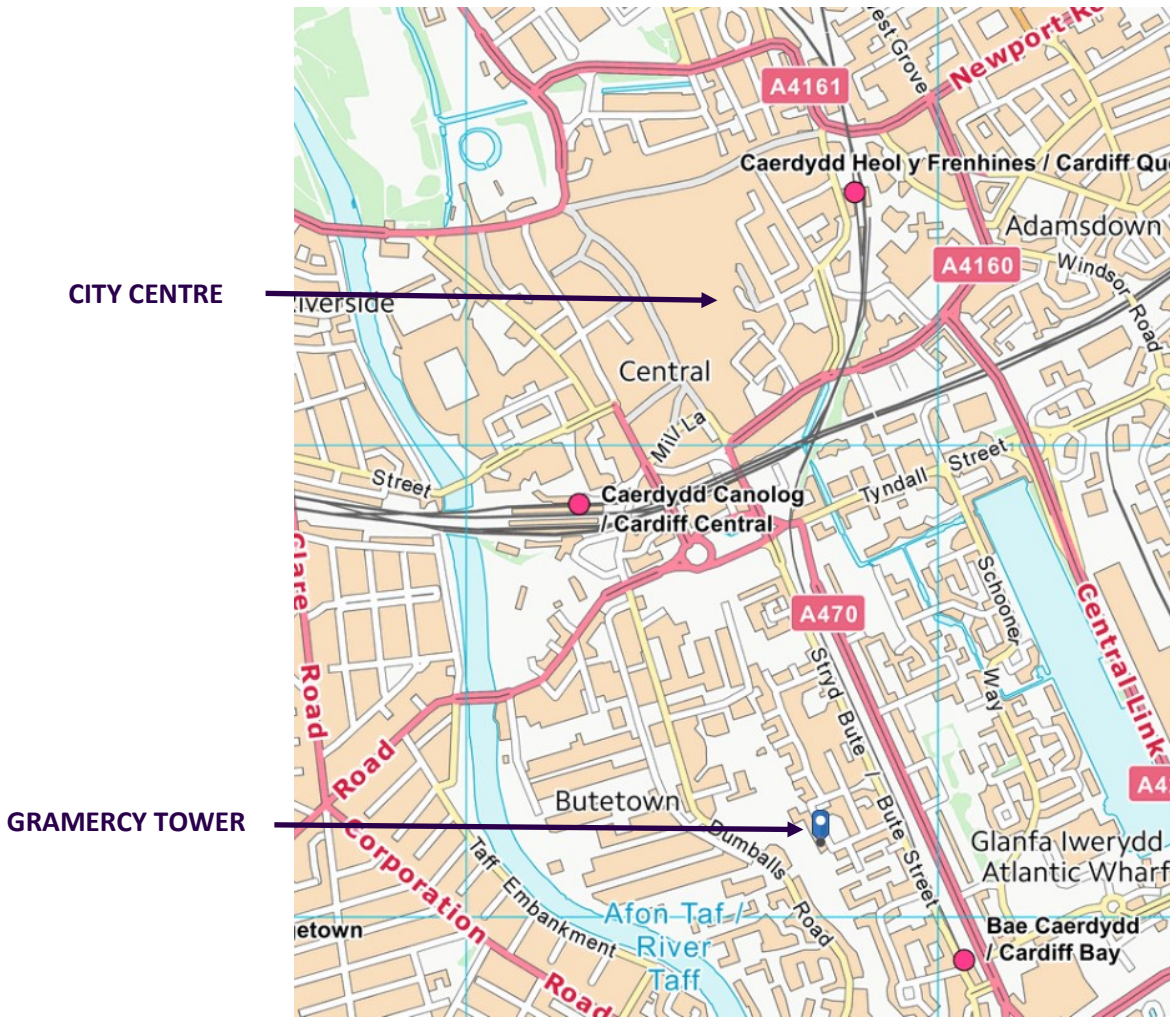 est Grove
Newport Ro
A4161
Caerdydd Heol y Frenhines / Cardiff Que
Adamsdown
A4160
Windsor Road
CITY CENTRE
iverside
Central
Mill La
Street
Tyndall Street
Caerdydd Canolog
/ Cardiff Central
Clare Road
Schooner Way
A470
Central Link
Stryd Bute / Bute Street
Road
A4
Butetown
GRAMERCY TOWER
Dumballs Road
Glanfa Iwerydd
Atlantic Wharf
Corporation Road
Taff Embankment
Afon Taf /
River
Taff
etown
Bae Caerdydd
/ Cardiff Bay